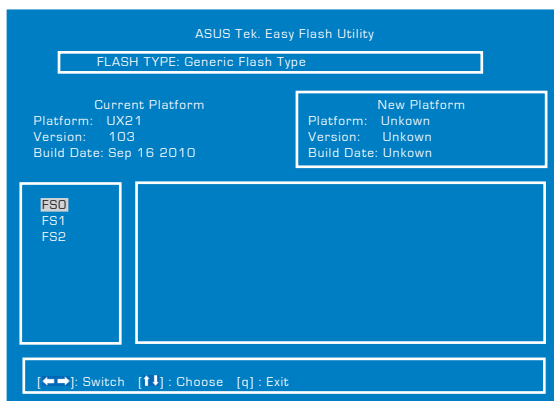 ASUS Tek. Easy Flash Utility
FLASH TYPE: Generic Flash Type
Current Platform
Platform: UX21
Version: 103
Build Date: Sep 16 2010
New Platform
Platform: Unkown
Version: Unkown
Build Date: Unkown
FS0
FS1
FS2
[←→]: Switch [↑↓] : Choose [q] : Exit